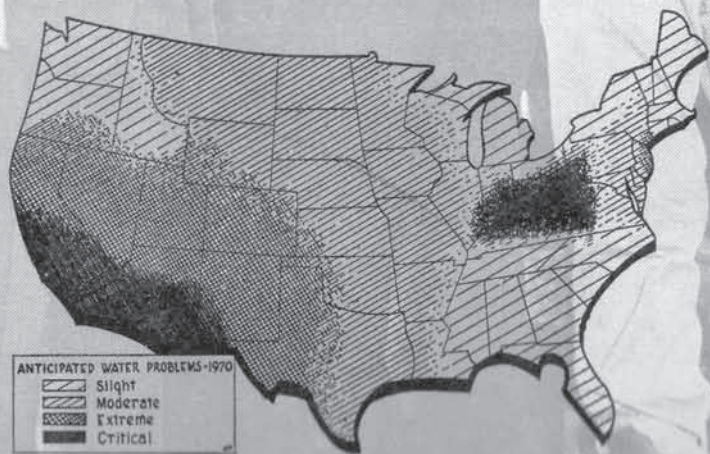 ANTICIPATED WATER PROBLEMS-1970
Slight
Moderate
Extreme
Critical